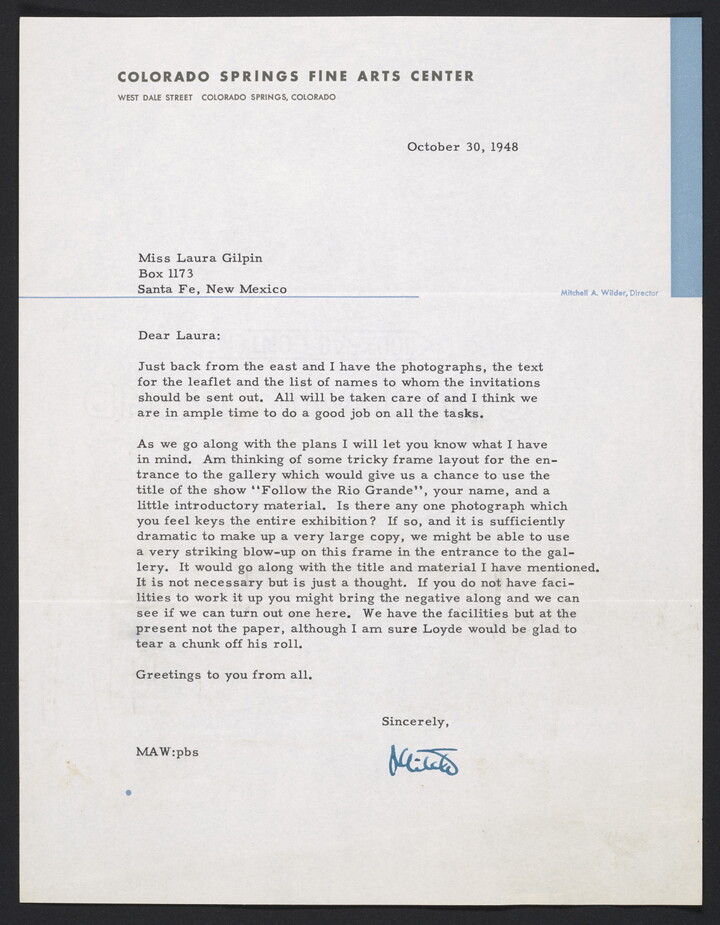 COLORADO SPRINGS FINE ARTS CENTER
WEST DALE STREET COLORADO SPRINGS, COLORADO
October 30, 1948
Miss Laura Gilpin
Box 1173
Santa Fe, New Mexico
Mitchell A. Wilder, Director
Dear Laura:
Just back from the east and I have the photographs, the text
for the leaflet and the list of names to whom the invitations
should be sent out. All will be taken care of and I think we
are in ample time to do a good job on all the tasks.
As we go along with the plans I will let you know what I have
in mind. Am thinking of some tricky frame layout for the en-
trance to the gallery which would give us a chance to use the
title of the show "Follow the Rio Grande", your name, and a
little introductory material. Is there any one photograph which
you feel keys the entire exhibition? If so, and it is sufficiently
dramatic to make up a very large copy, we might be able to use
a very striking blow-up on this frame in the entrance to the gal-
lery. It would go along with the title and material I have mentioned.
It is not necessary but is just a thought. If you do not have faci-
lities to work it up you might bring the negative along and we can
see if we can turn out one here. We have the facilities but at the
present not the paper, although I am sure Loyde would be glad to
tear a chunk off his roll.
Greetings to you from all.
Sincerely,
MAW:pbs